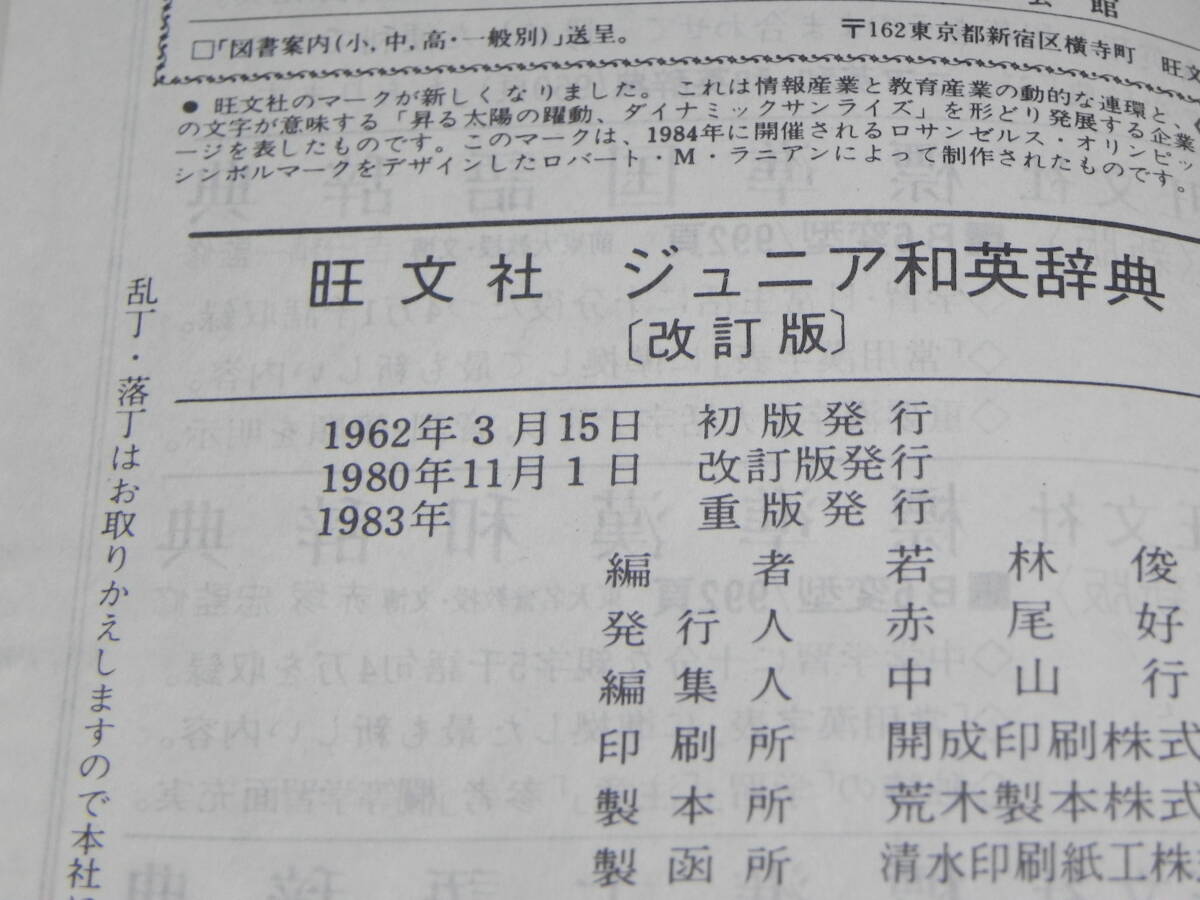 会館
□「図書案内(小,中,高・一般別)」送呈。 〒162東京都新宿区横寺町 旺文
● 旺文社のマークが新しくなりました。これは情報産業と教育産業の動的な連環と、
の文字が意味する「昇る太陽の躍動、ダイナミックサンライズ」を形どり発展する企業
ージを表したものです。このマークは、1984年に開催されるロサンゼルス・オリンピッ
シンボルマークをデザインしたロバート・M・ラニアンによって制作されたものです。
旺文社 ジュニア和英辞典
〔改訂版〕
1962年3月15日 初版発行
1980年11月1日 改訂版発行
1983年 重版発行
編者 若林俊
発行人 赤尾好
編集人 中山行
印刷所 開成印刷株式
製本所 荒木製本株式
製函所 清水印刷紙工株
乱丁・落丁はお取りかえしますので本社